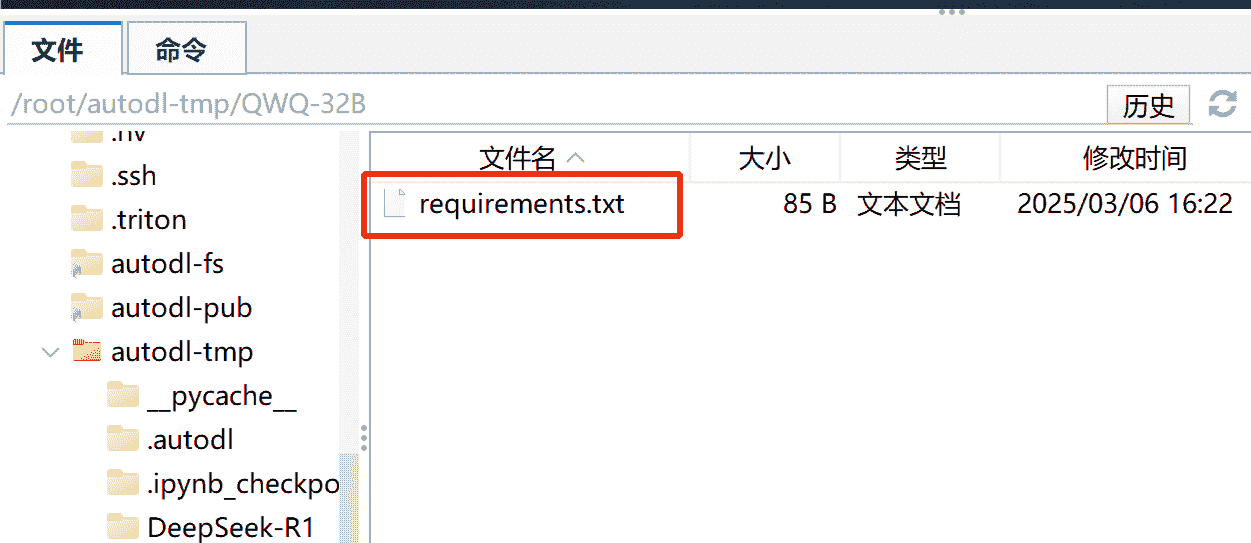 文件 命令
/root/autodl-tmp/QWQ-32B 历史
.nv
.ssh
.triton
autodl-fs
autodl-pub
autodl-tmp
__pycache__
.autodl
.ipynb_checkpo
DeepSeek-R1
文件名 大小 类型 修改时间
requirements.txt 85 B 文本文档 2025/03/06 16:22